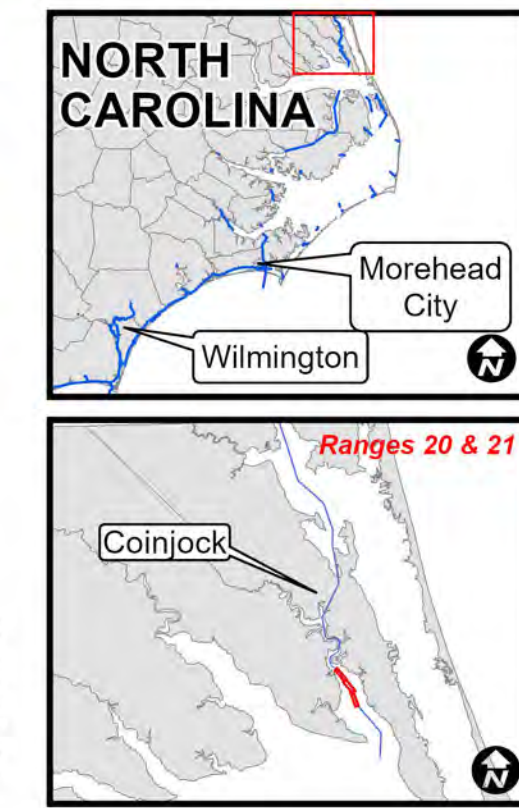 NORTH
CAROLINA
Morehead
City
Wilmington
N
Ranges 20 & 21
Coinjock
N